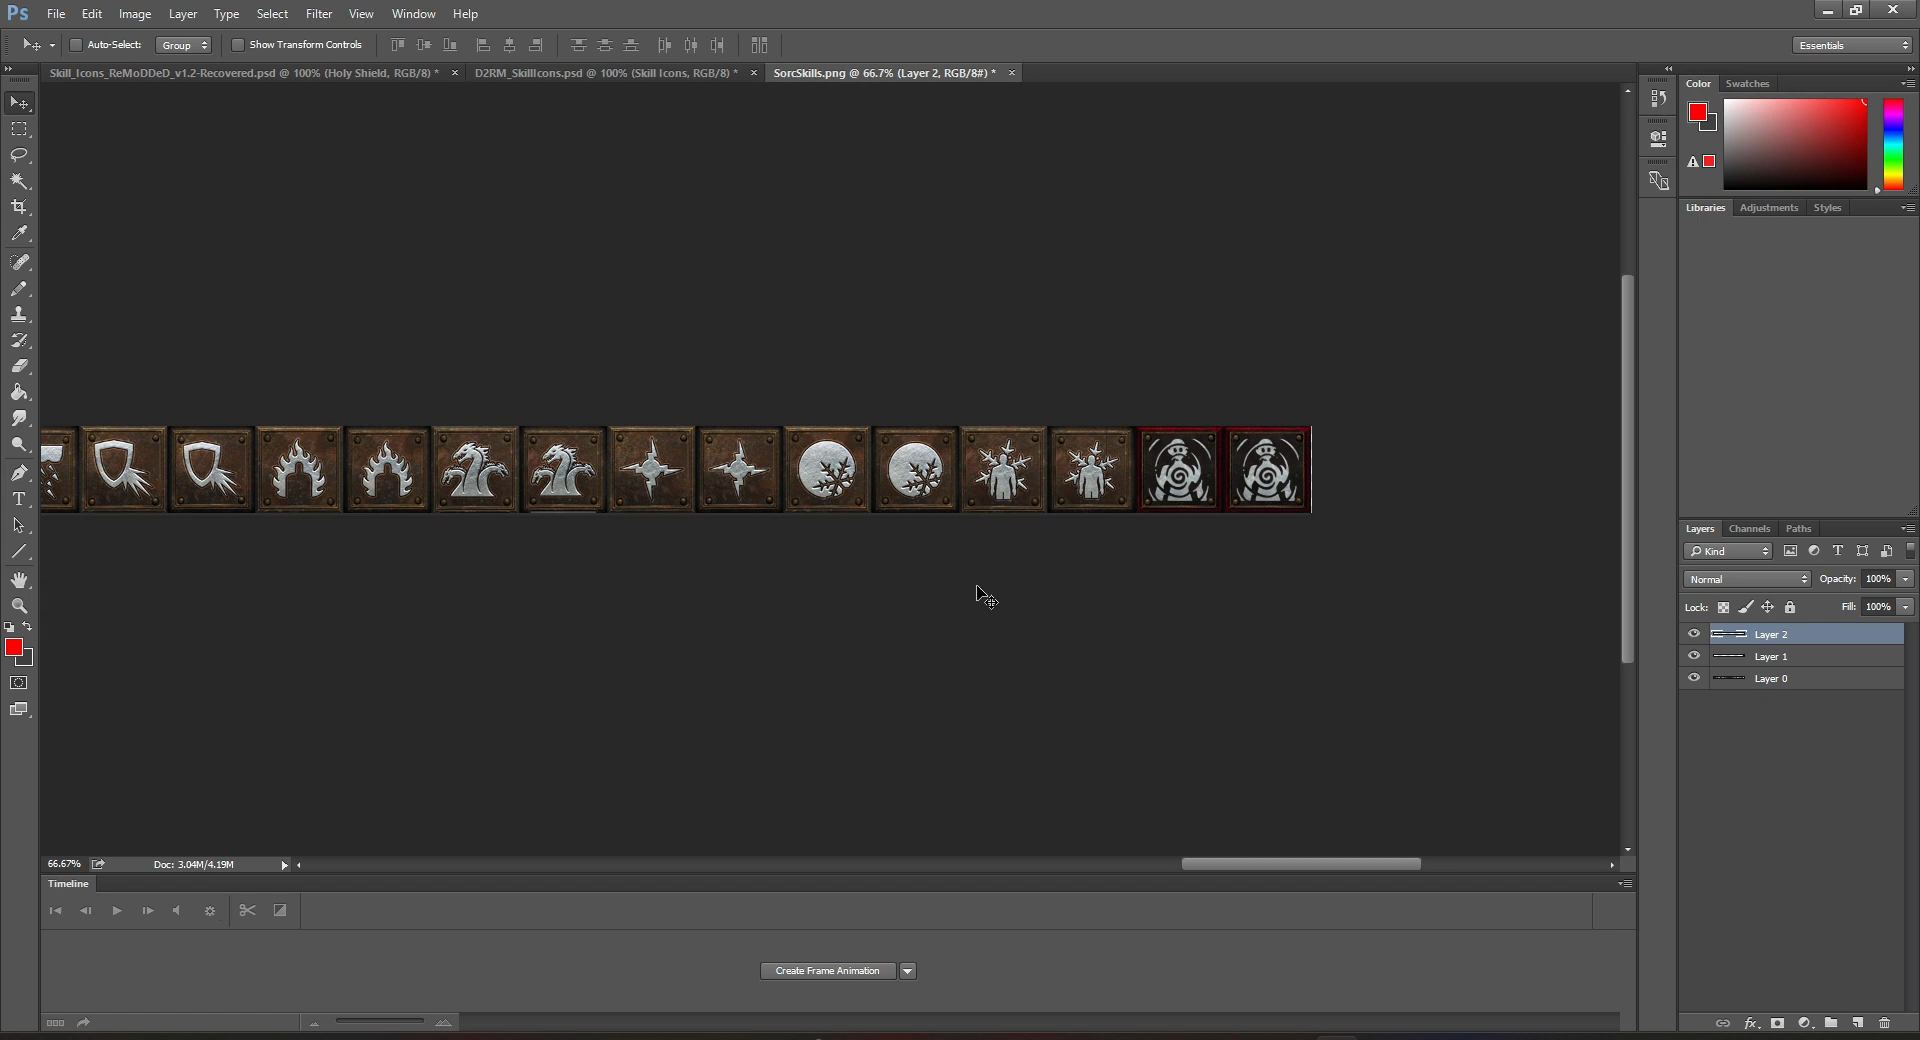 Ps File Edit Image Layer Type Select Filter View Window Help
Auto-Select: Group Show Transform Controls Essentials
Skill_Icons_ReMoDDeD_v1.2-Recovered.psd @ 100% (Holy Shield, RGB/8) * × D2RM_SkillIcons.psd @ 100% (Skill Icons, RGB/8) * × SorcSkills.png @ 66.7% (Layer 2, RGB/8#) * ×
Color Swatches
Libraries Adjustments Styles
Layers Channels Paths
Kind
Normal Opacity: 100%
Lock: Fill: 100%
Layer 2
Layer 1
Layer 0
66.67% Doc: 3.04M/4.19M
Timeline
Create Frame Animation
fx